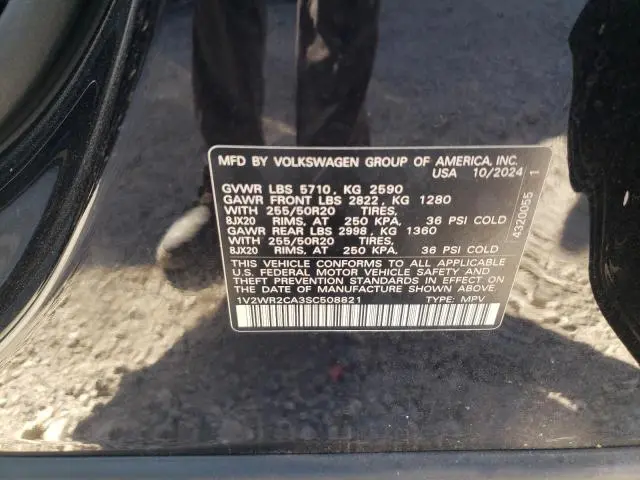 MFD BY VOLKSWAGEN GROUP OF AMERICA, INC.
USA 10/2024
GVWR LBS 5710, KG 2590
GAWR FRONT LBS 2822, KG 1280
WITH 255/50R20 TIRES,
8JX20 RIMS, AT 250 KPA, 36 PSI COLD
GAWR REAR LBS 2998, KG 1360
WITH 255/50R20 TIRES,
8JX20 RIMS, AT 250 KPA, 36 PSI COLD
THIS VEHICLE CONFORMS TO ALL APPLICABLE
U.S. FEDERAL MOTOR VEHICLE SAFETY AND
THEFT PREVENTION STANDARDS IN EFFECT ON
THE DATE OF MANUFACTURE SHOWN ABOVE.
1V2WR2CA3SC508821 TYPE: MPV
4320055 1